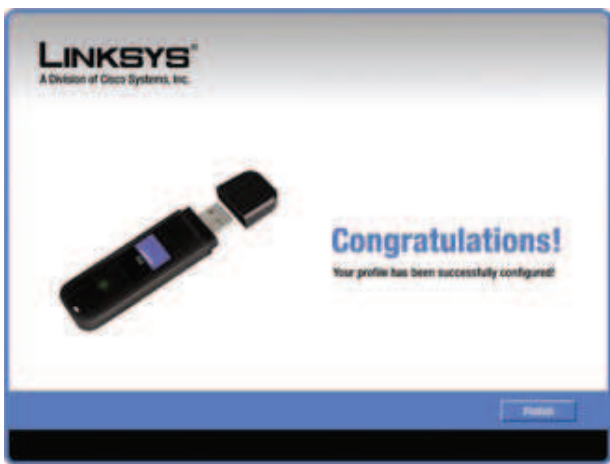 LINKSYS®
A Division of Cisco Systems, Inc.
Congratulations!
Your profile has been successfully configured!
Finish